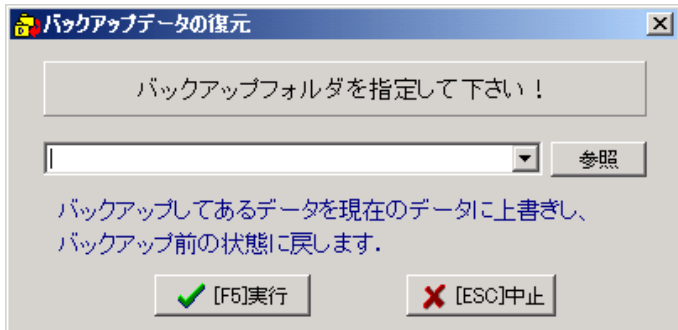 バックアップデータの復元
バックアップフォルダを指定して下さい！
参照
バックアップしてあるデータを現在のデータに上書きし、
バックアップ前の状態に戻します.
[F5]実行
[ESC]中止